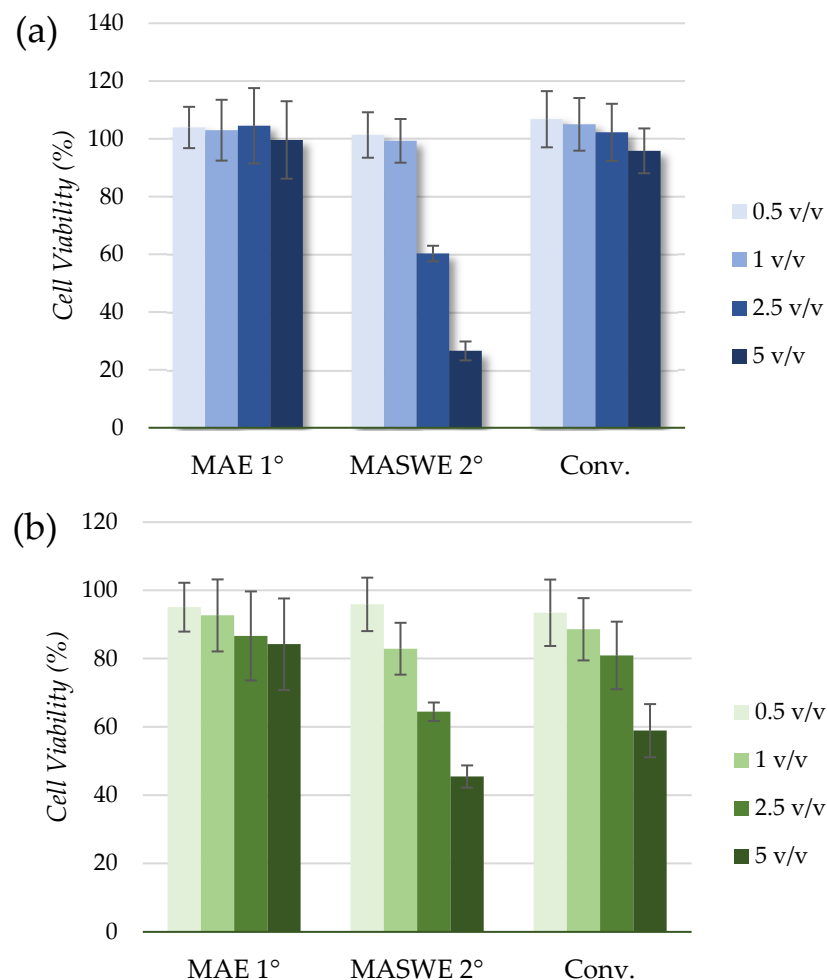 (a)
140
120
100
80
60
40
20
0
Cell Viability (%)
MAE 1° MASWE 2° Conv.
0.5 v/v
1 v/v
2.5 v/v
5 v/v
(b)
120
100
80
60
40
20
0
Cell Viability (%)
MAE 1° MASWE 2° Conv.
0.5 v/v
1 v/v
2.5 v/v
5 v/v